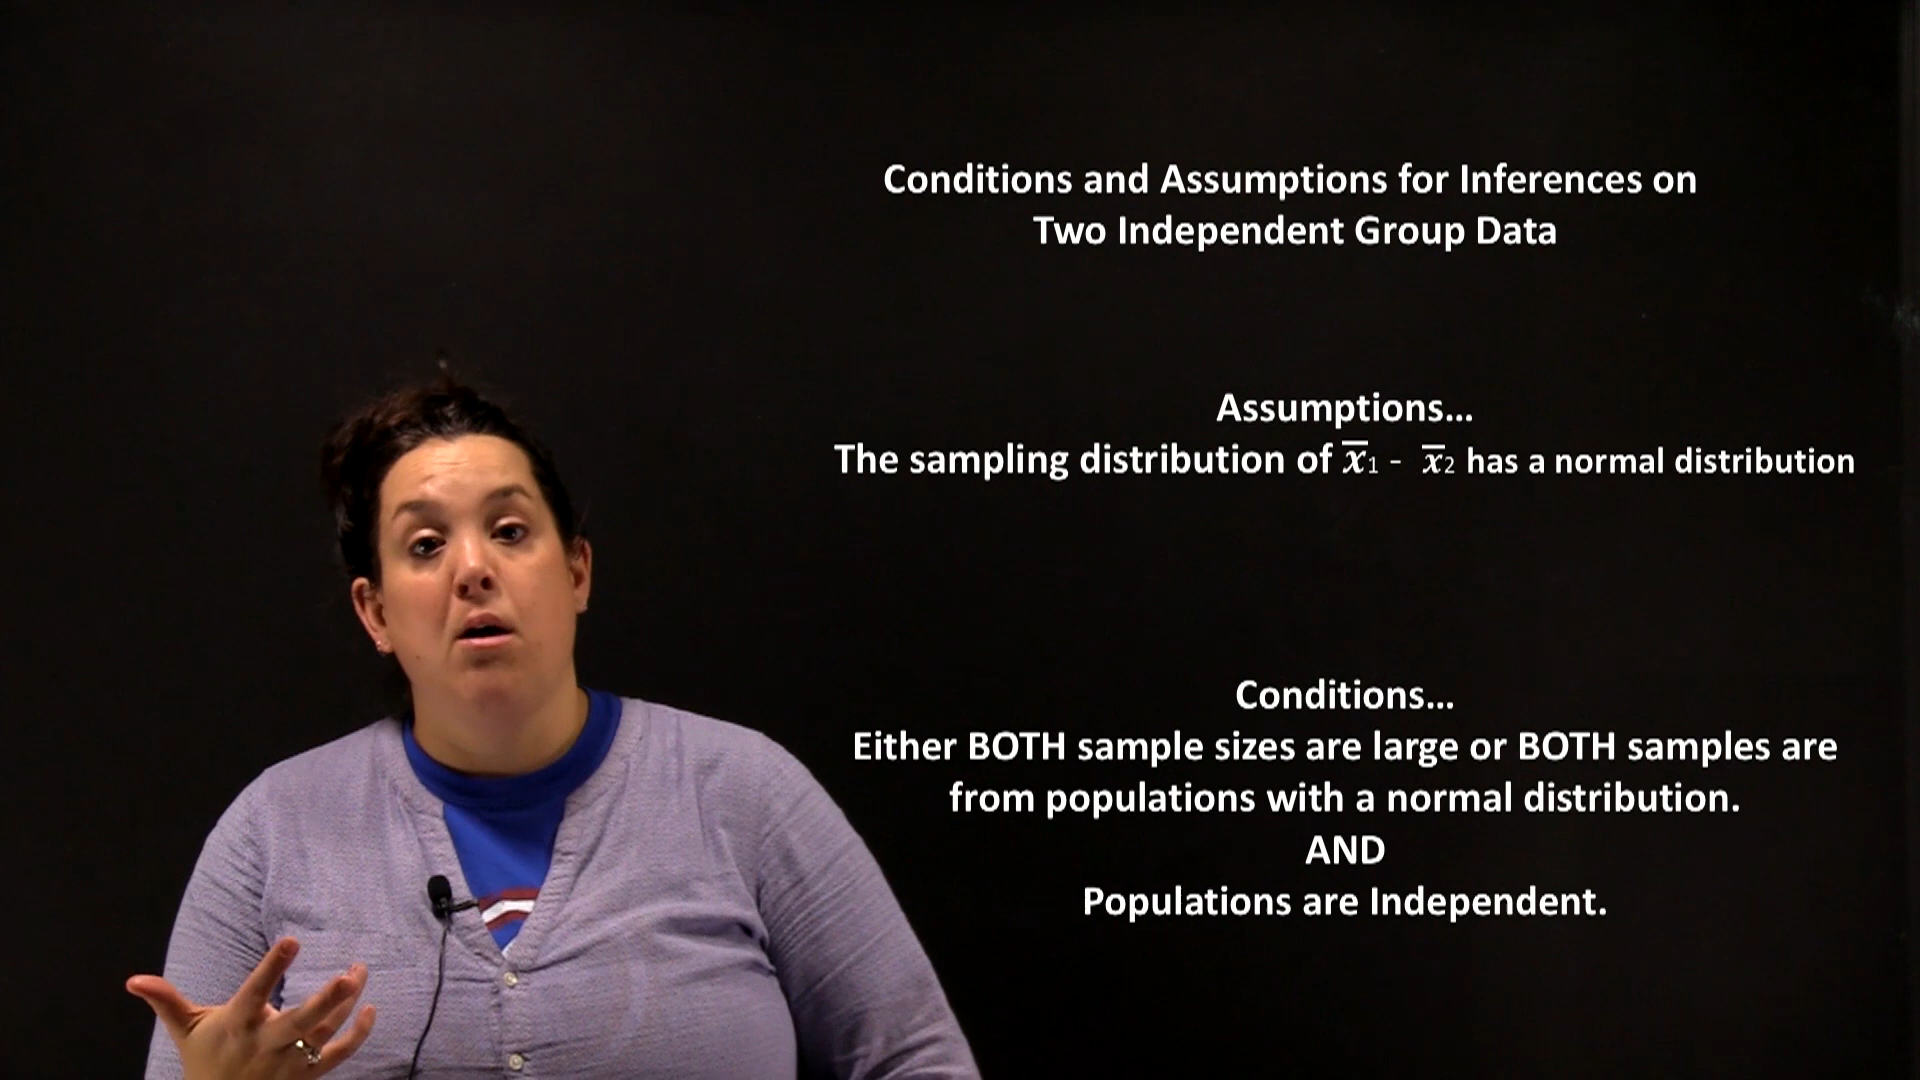 Conditions and Assumptions for Inferences on
Two Independent Group Data
Assumptions...
The sampling distribution of x̅₁ - x̅₂ has a normal distribution
Conditions...
Either BOTH sample sizes are large or BOTH samples are
from populations with a normal distribution.
AND
Populations are Independent.